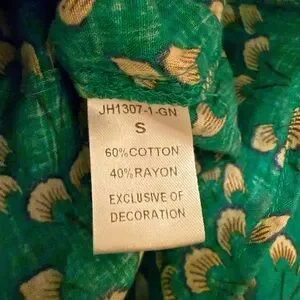 JH1307-1-GN
S
60%COTTON
40%RAYON
EXCLUSIVE OF
DECORATION